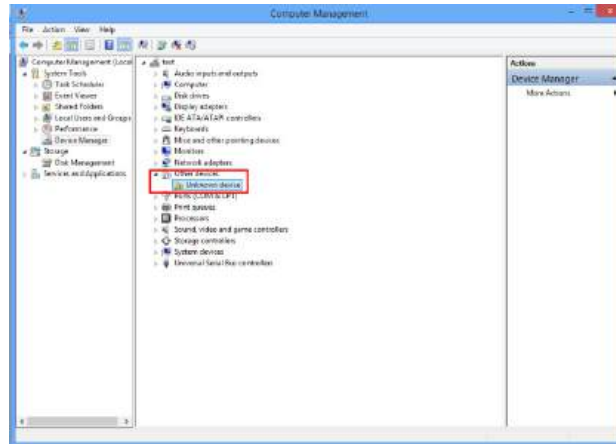 Computer Management
File Action View Help
Computer Management (Local
System Tools
Task Scheduler
Event Viewer
Shared Folders
Local Users and Groups
Performance
Device Manager
Storage
Disk Management
Services and Applications
test
Audio inputs and outputs
Computer
Disk drives
Display adapters
IDE ATA/ATAPI controllers
Keyboards
Mice and other pointing devices
Monitors
Network adapters
Other devices
Unknown device
Ports (COM & LPT)
Print queues
Processors
Sound, video and game controllers
Storage controllers
System devices
Universal Serial Bus controllers
Actions
Device Manager
More Actions